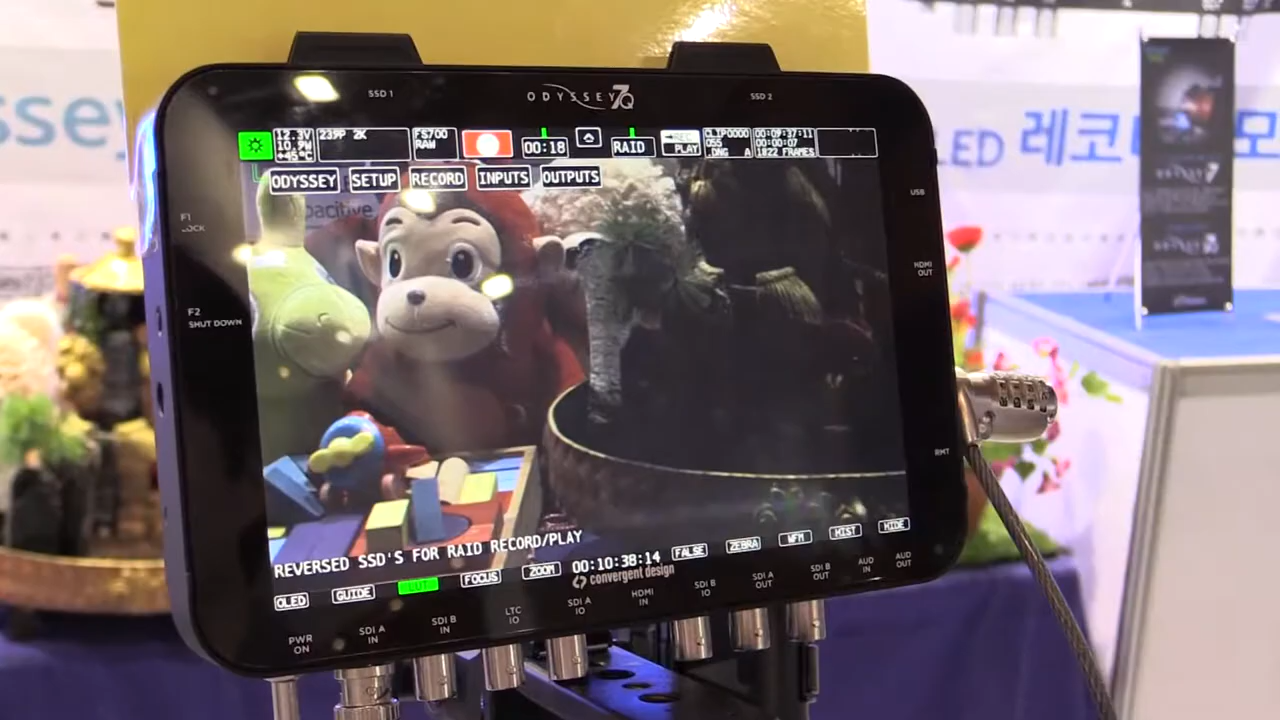 SSD 1
ODYSSEY7Q
SSD 2
12.3V
10.9W
+45°C
239P 2K
FS700
RAW
00:18
RAID
REC
PLAY
CLIP0000
055
.DNG A
00:09:37:11
00:00:07
1822 FRAMES
ODYSSEY
SETUP
RECORD
INPUTS
OUTPUTS
pacitive
F1
LOCK
F2
SHUT DOWN
USB
HDMI
OUT
RMT
REVERSED SSD'S FOR RAID RECORD/PLAY
00:10:38:14
OLED
GUIDE
LUT
FOCUS
ZOOM
FALSE
ZEBRA
WFM
HIST
HIDE
convergent design
PWR
ON
SDI A
IN
SDI B
IN
LTC
IO
SDI A
IO
HDMI
IN
SDI B
IO
SDI A
OUT
SDI B
OUT
AUD
IN
AUD
OUT
ssey
LED 레코
모